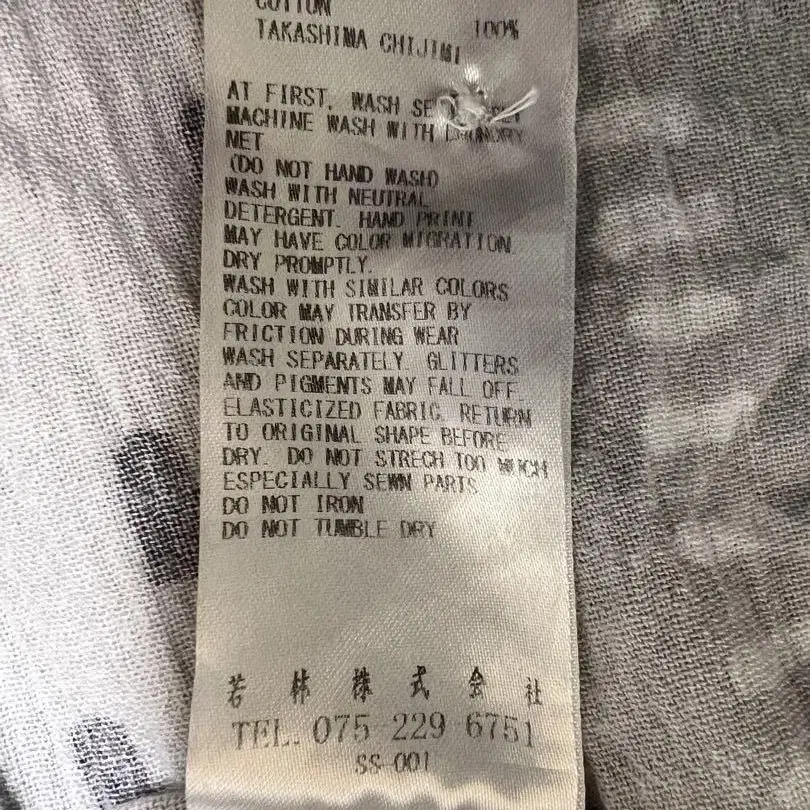 COTTON 100%
TAKASHIMA CHIJIMI
AT FIRST, WASH
MACHINE WASH WITH LAUNDRY
NET
(DO NOT HAND WASH)
WASH WITH NEUTRAL
DETERGENT. HAND PRINT
MAY HAVE COLOR MIGRATION.
DRY PROMPTLY.
WASH WITH SIMILAR COLORS
COLOR MAY TRANSFER BY
FRICTION DURING WEAR
WASH SEPARATELY. GLITTERS
AND PIGMENTS MAY FALL OFF.
ELASTICIZED FABRIC. RETURN
TO ORIGINAL SHAPE BEFORE
DRY. DO NOT STRECH TOO MUCH
ESPECIALLY SEWN PARTS
DO NOT IRON
DO NOT TUMBLE DRY
若林株式会社
TEL. 075 229 6751
SS-001